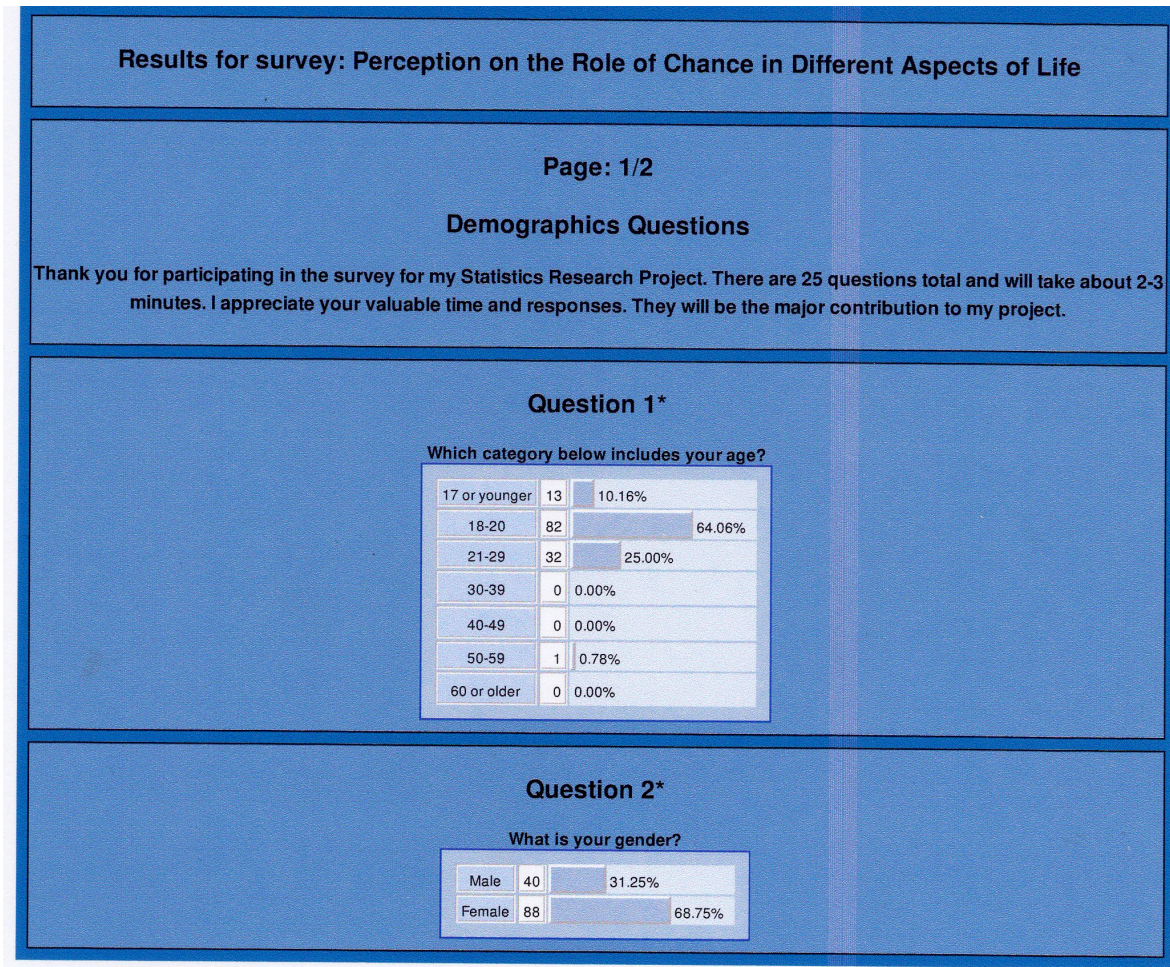 Results for survey: Perception on the Role of Chance in Different Aspects of Life
Page: 1/2
Demographics Questions
Thank you for participating in the survey for my Statistics Research Project. There are 25 questions total and will take about 2-3
minutes. I appreciate your valuable time and responses. They will be the major contribution to my project.
Question 1*
Which category below includes your age?
17 or younger 13 10.16%
18-20 82 64.06%
21-29 32 25.00%
30-39 0 0.00%
40-49 0 0.00%
50-59 1 0.78%
60 or older 0 0.00%
Question 2*
What is your gender?
Male 40 31.25%
Female 88 68.75%